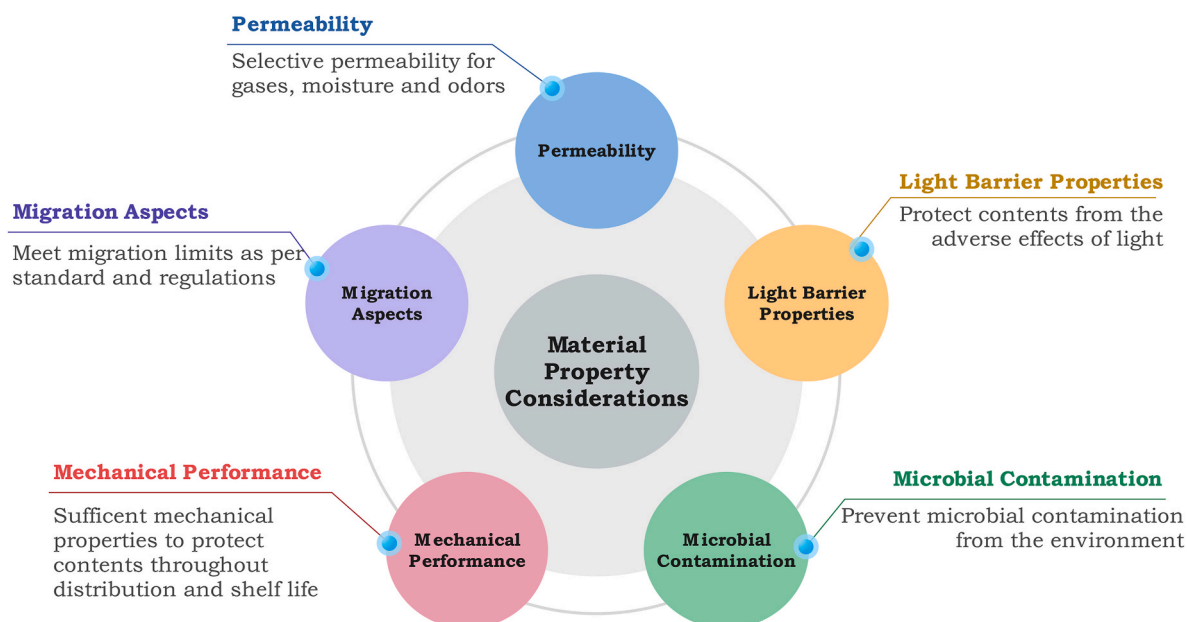 Permeability
Selective permeability for
gases, moisture and odors
Permeability
Light Barrier Properties
Protect contents from the
adverse effects of light
Light Barrier
Properties
Migration Aspects
Meet migration limits as per
standard and regulations
Migration
Aspects
Material
Property
Considerations
Mechanical Performance
Sufficent mechanical
properties to protect
contents throughout
distribution and shelf life
Mechanical
Performance
Microbial Contamination
Prevent microbial contamination
from the environment
Microbial
Contamination